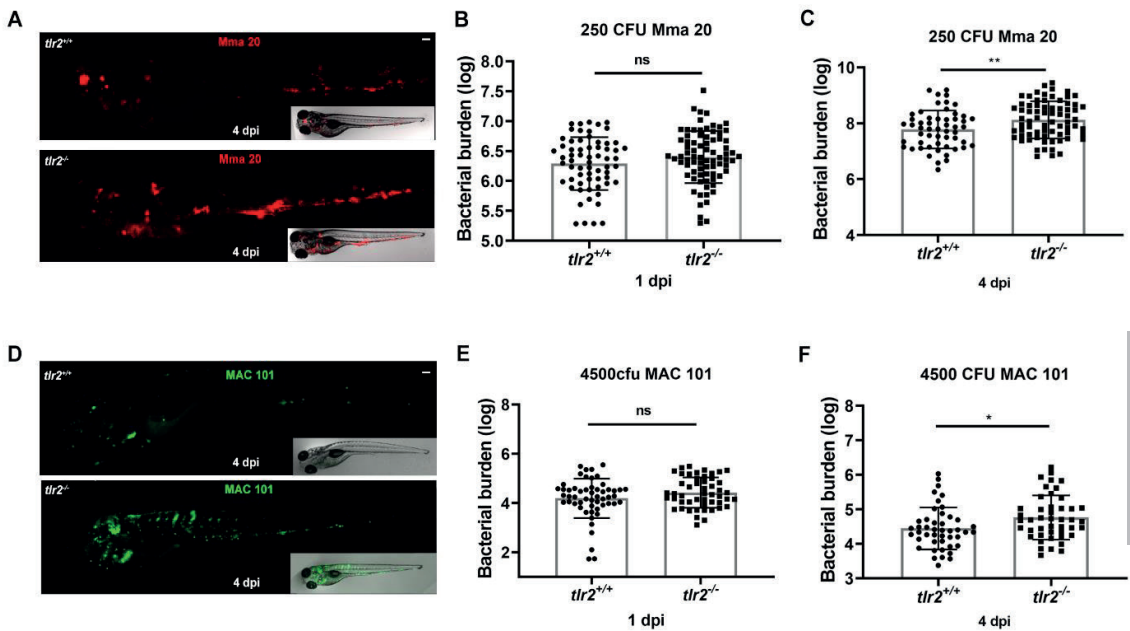 A
tlr2+/+
Mma 20
4 dpi
tlr2-/-
Mma 20
4 dpi
B
250 CFU Mma 20
ns
Bacterial burden (log)
7.5
8.0
7.0
6.5
6.0
5.5
5.0
tlr2+/+
tlr2-/-
1 dpi
C
250 CFU Mma 20
**
Bacterial burden (log)
10
8
6
4
tlr2+/+
tlr2-/-
4 dpi
D
tlr2+/+
MAC 101
4 dpi
tlr2-/-
MAC 101
4 dpi
E
4500cfu MAC 101
ns
Bacterial burden (log)
8
6
4
2
tlr2+/+
tlr2-/-
1 dpi
F
4500 CFU MAC 101
*
Bacterial burden (log)
8
7
6
5
4
3
tlr2+/+
tlr2-/-
4 dpi